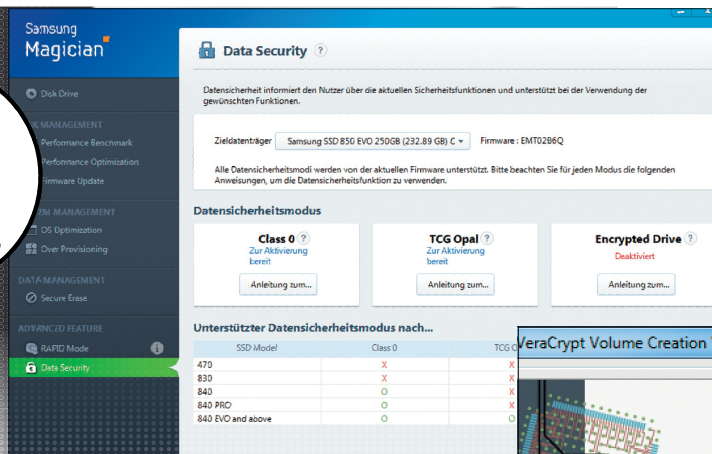 Samsung
Magician
Disk Drive
MANAGEMENT
Performance Benchmark
Performance Optimization
Firmware Update
MANAGEMENT
OS Optimization
Over Provisioning
DATA MANAGEMENT
Secure Erase
ADVANCED FEATURE
RAPID Mode
Data Security
Data Security ?
Datensicherheit informiert den Nutzer über die aktuellen Sicherheitsfunktionen und unterstützt bei der Verwendung der
gewünschten Funktionen.
Zieldatenträger Samsung SSD 850 EVO 250GB (232.89 GB) C Firmware : EMT02B6Q
Alle Datensicherheitsmodi werden von der aktuellen Firmware unterstützt. Bitte beachten Sie für jeden Modus die folgenden
Anweisungen, um die Datensicherheitsfunktion zu verwenden.
Datensicherheitsmodus
Class 0 ?
Zur Aktivierung
bereit
Anleitung zum...
TCG Opal ?
Zur Aktivierung
bereit
Anleitung zum...
Encrypted Drive ?
Deaktiviert
Anleitung zum...
Unterstützter Datensicherheitsmodus nach...
SSD Model Class 0 TCG
470 X X
830 X X
840 O X
840 PRO O X
840 EVO and above O O
VeraCrypt Volume Creation